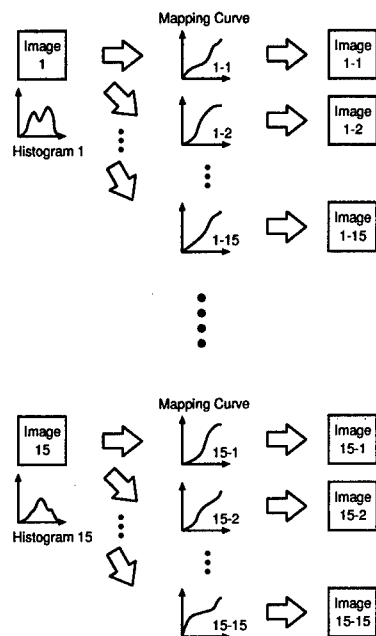 Mapping Curve
Image
1
1-1
Image
1-1
1-2
Image
1-2
Histogram 1
1-15
Image
1-15
Mapping Curve
Image
15
15-1
Image
15-1
15-2
Image
15-2
Histogram 15
15-15
Image
15-15